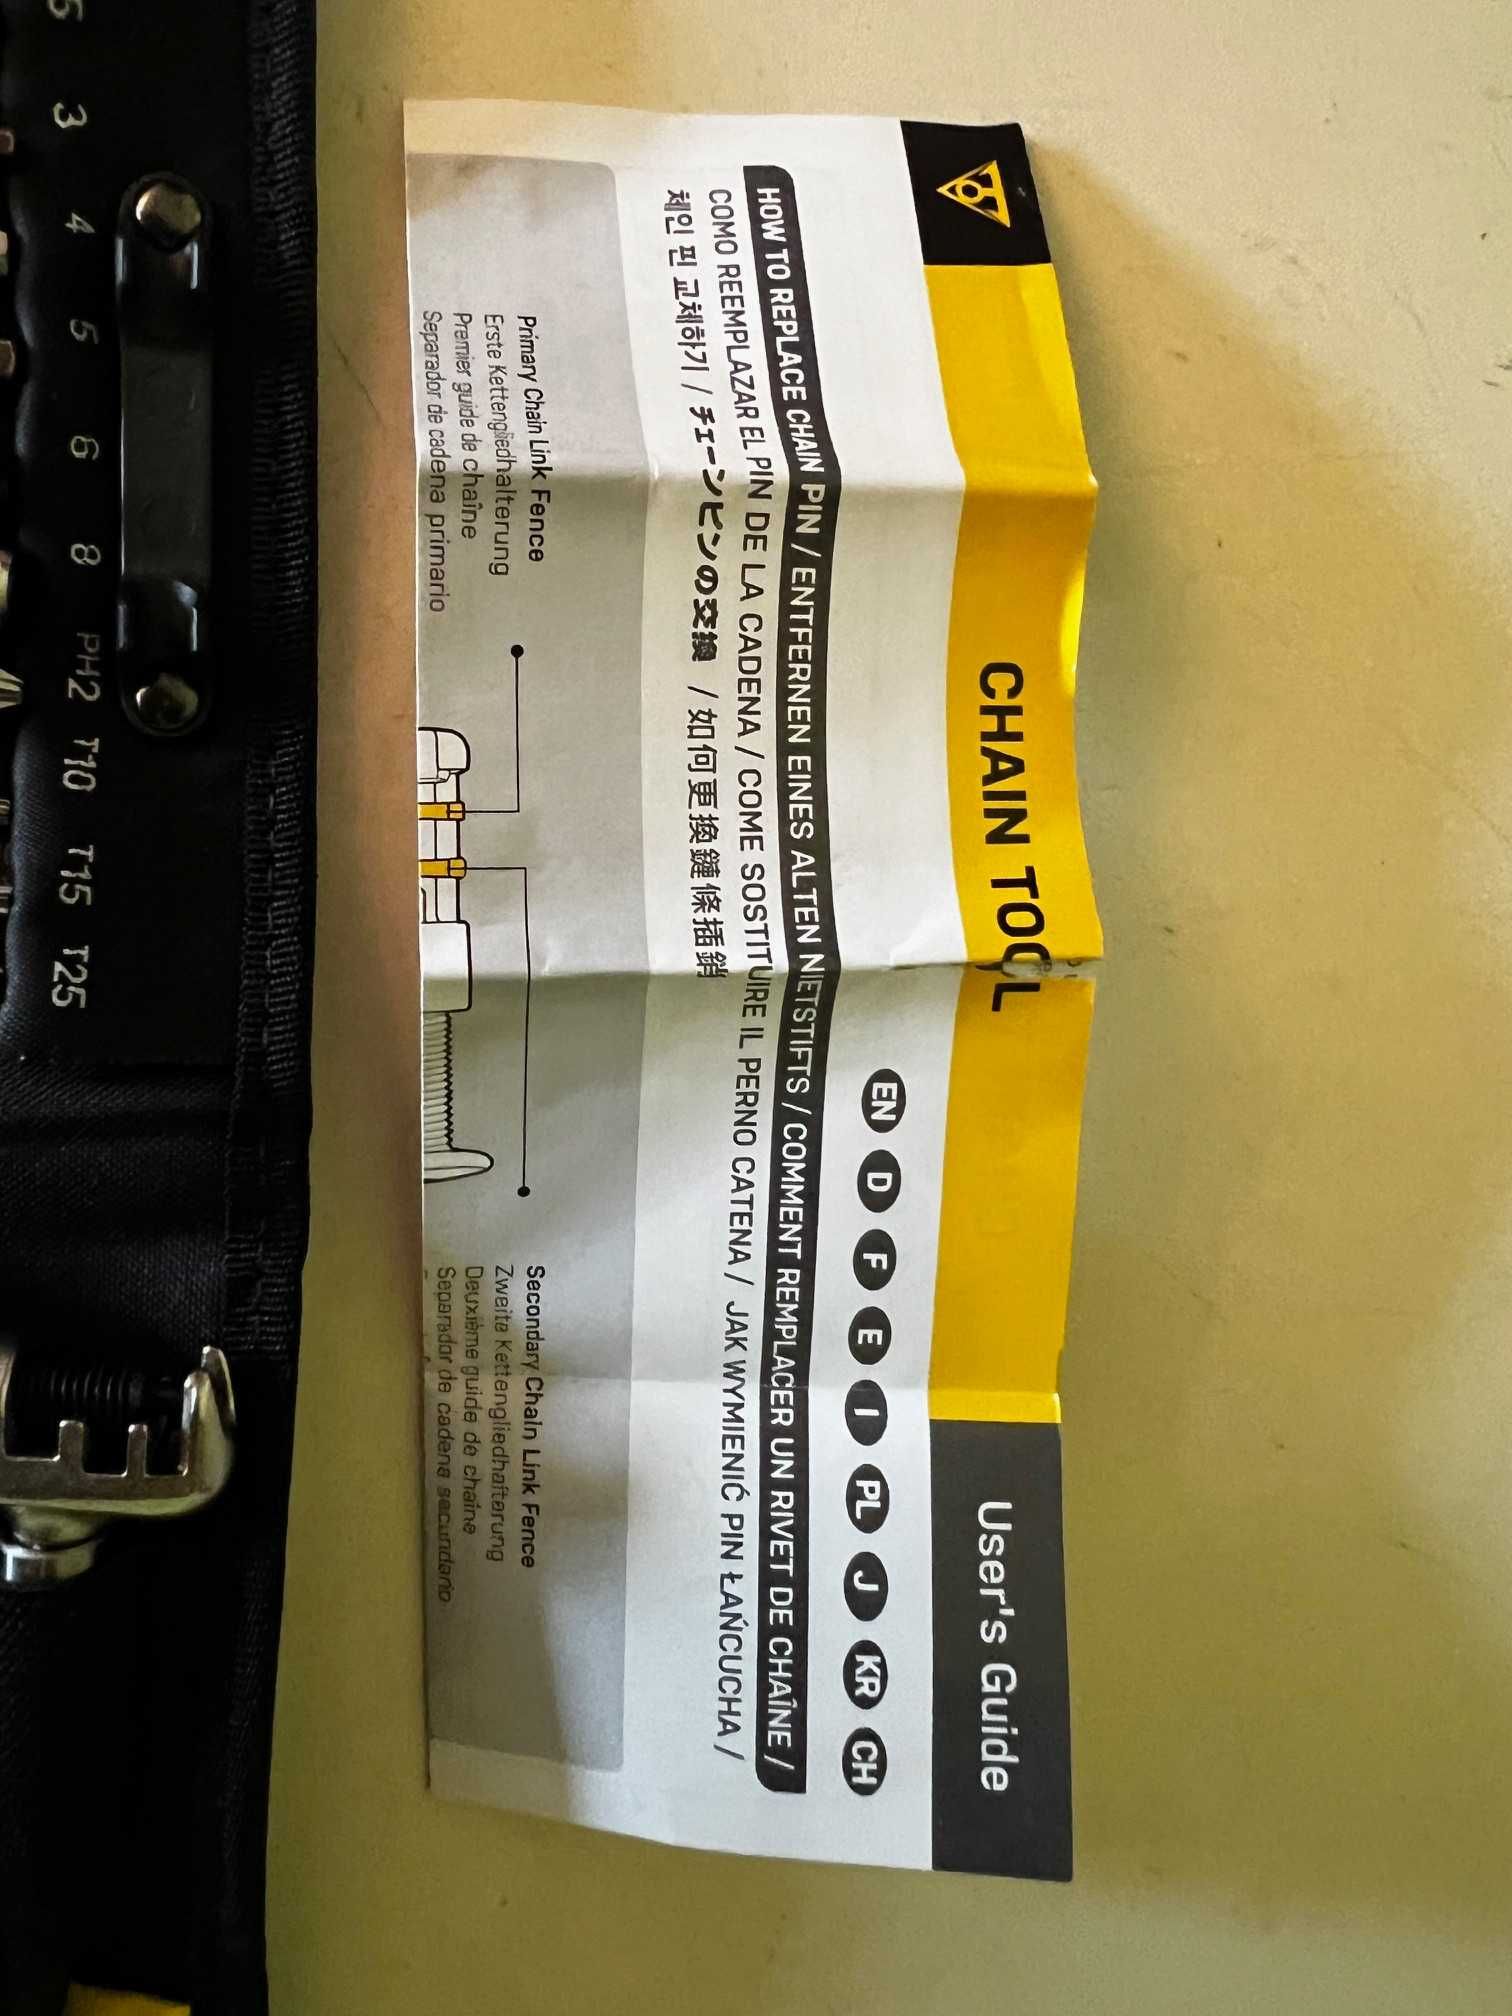 CHAIN TOOL
User's Guide
EN D F E I PL J KR CH
HOW TO REPLACE CHAIN PIN / ENTFERNEN EINES ALTEN NIETSTIFTS / COMMENT REMPLACER UN RIVET DE CHAÎNE /
COMO REEMPLAZAR EL PIN DE LA CADENA / COME SOSTITUIRE IL PERNO CATENA / JAK WYMIENIĆ PIN ŁAŃCUCHA /
체인 핀 교체하기 / チェーンピンの交換 / 如何更換鏈條插銷
Primary Chain Link Fence
Erste Kettengliedhalterung
Premier guide de chaîne
Separador de cadena primario
Secondary Chain Link Fence
Zweite Kettengliedhalterung
Deuxième guide de chaîne
Separador de cadena secundario
3 4 5 6 8 PH2 T10 T15 T25